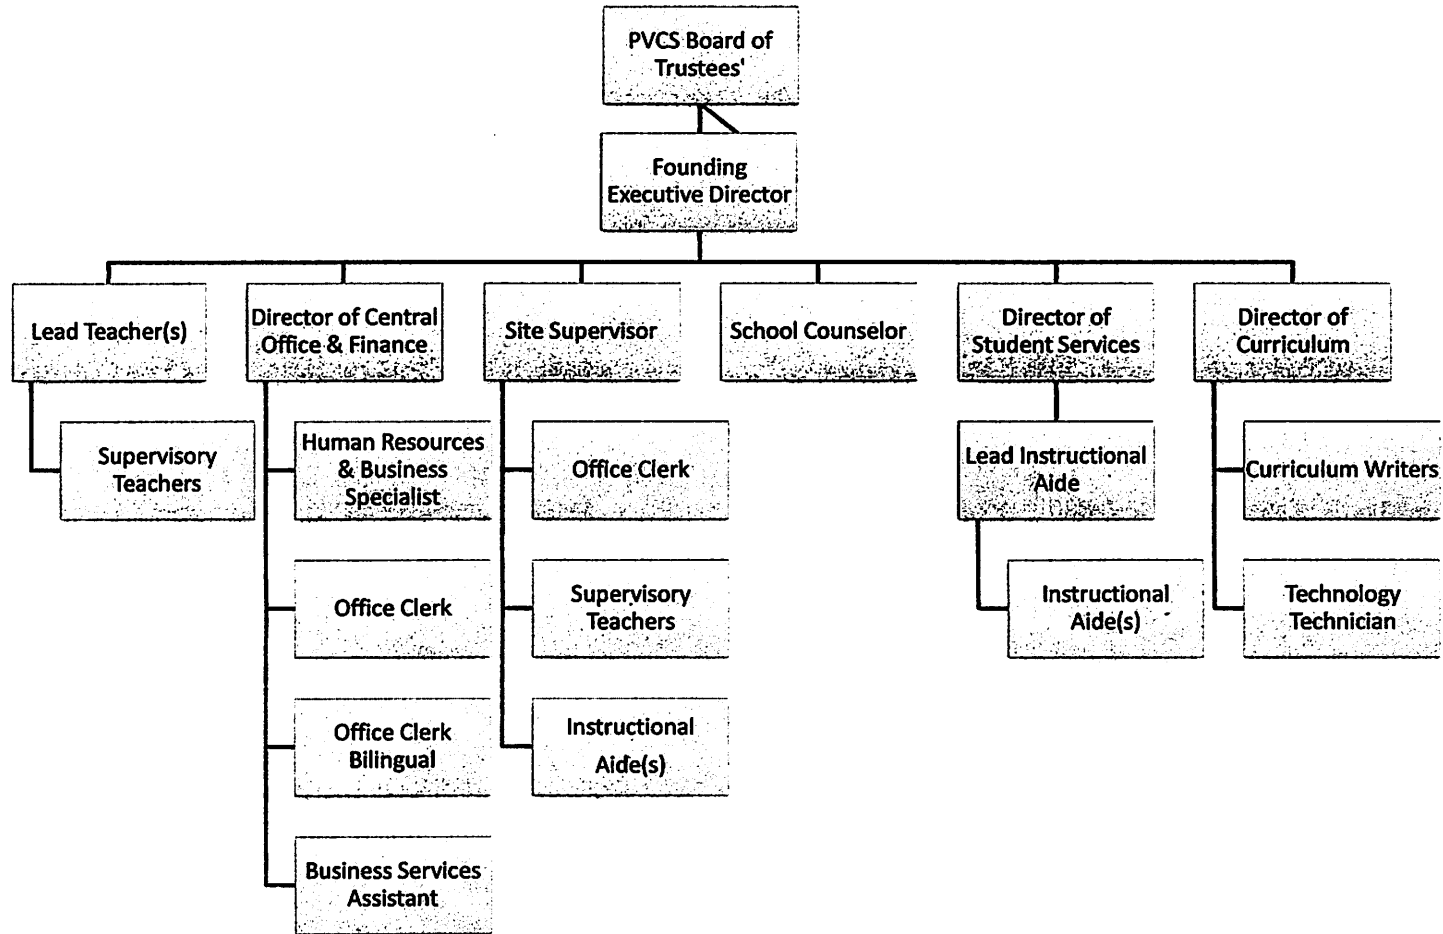 PVCS Board of
Trustees'
Founding
Executive Director
Lead Teacher(s)
Director of Central
Office & Finance
Site Supervisor
School Counselor
Director of
Student Services
Director of
Curriculum
Supervisory
Teachers
Human Resources
& Business
Specialist
Office Clerk
Lead Instructional
Aide
Curriculum Writers
Office Clerk
Supervisory
Teachers
Instructional
Aide(s)
Technology
Technician
Office Clerk
Bilingual
Instructional
Aide(s)
Business Services
Assistant